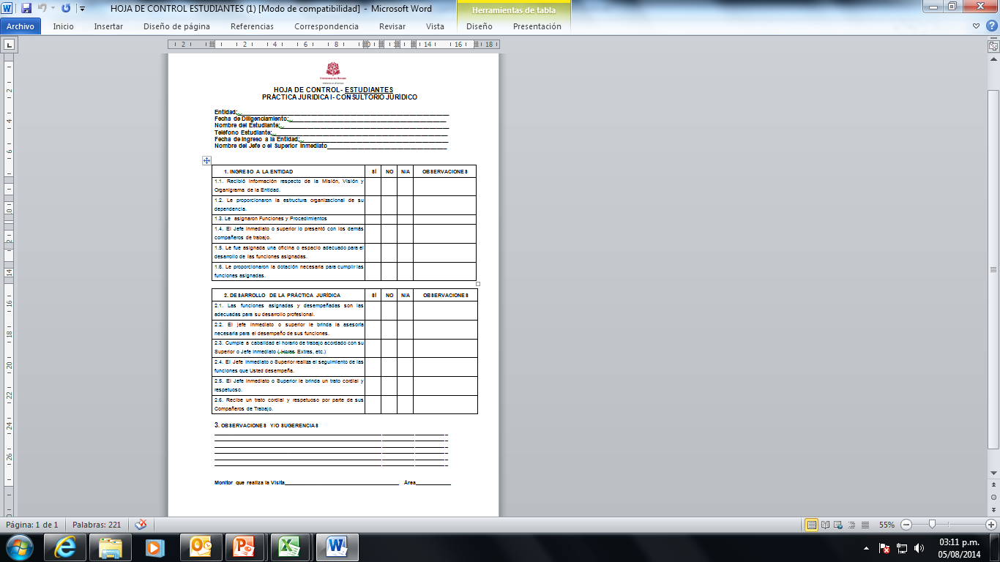 HOJA DE CONTROL ESTUDIANTES (1) [Modo de compatibilidad] - Microsoft Word
Herramientas de tabla
Archivo Inicio Insertar Diseño de página Referencias Correspondencia Revisar Vista Diseño Presentación
HOJA DE CONTROL- ESTUDIANTES
PRÁCTICA JURIDICA I- CONSULTORIO JURÍDICO
Entidad:
Fecha de Diligenciamiento:
Nombre del Estudiante:
Teléfono Estudiante:
Fecha de Ingreso a la Entidad:
Nombre del Jefe o el Superior Inmediato
1. INGRESO A LA ENTIDAD SÍ NO N/A OBSERVACIONES
1.1. Recibió información respecto de la Misión, Visión y
Organigrama de la Entidad.
1.2. Le proporcionaron la estructura organizacional de su
dependencia.
1.3. Le asignaron Funciones y Procedimientos
1.4. El Jefe Inmediato o superior lo presentó con los demás
compañeros de trabajo.
1.5. Le fue asignada una oficina o espacio adecuado para el
desarrollo de las funciones asignadas.
1.6. Le proporcionaron la dotación necesaria para cumplir las
funciones asignadas.
2. DESARROLLO DE LA PRÁCTICA JURÍDICA SÍ NO N/A OBSERVACIONES
2.1. Las funciones asignadas y desempeñadas son las
adecuadas para su desarrollo profesional.
2.2. El jefe inmediato o superior le brinda la asesoría
necesaria para el desempeño de sus funciones.
2.3. Cumple a cabalidad el horario de trabajo acordado con su
Superior o Jefe Inmediato (.Horas Extras, etc.)
2.4. El Jefe Inmediato o Superior realiza el seguimiento de las
funciones que Usted desempeña.
2.5. El Jefe Inmediato o Superior le brinda un trato cordial y
respetuoso.
2.6. Recibe un trato cordial y respetuoso por parte de sus
Compañeros de Trabajo.
3. OBSERVACIONES Y/O SUGERENCIAS
Monitor que realiza la Visita Área
Página: 1 de 1 Palabras: 221 55%
03:11 p.m.
05/08/2014